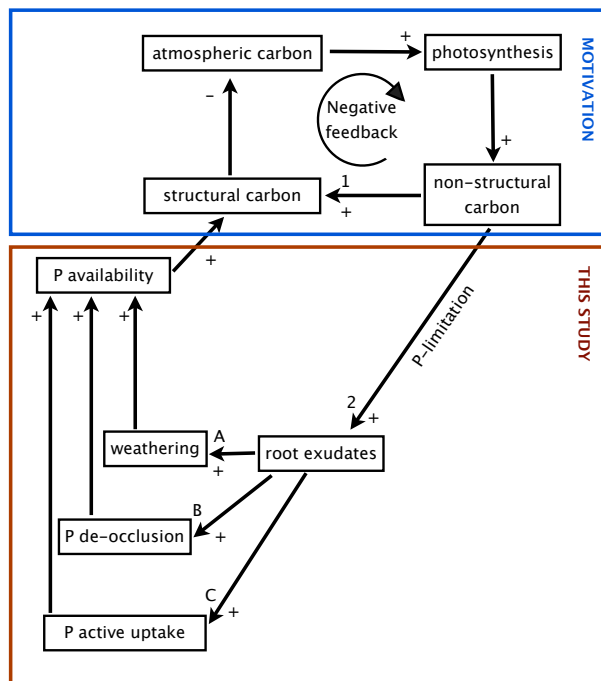 MOTIVATION
atmospheric carbon
+
photosynthesis
Negative
feedback
–
+
structural carbon
1
+
non-structural
carbon
+
P availability
THIS STUDY
+
+
+
P-limitation
2
+
weathering
A
+
root exudates
B
+
P de-occlusion
C
+
P active uptake